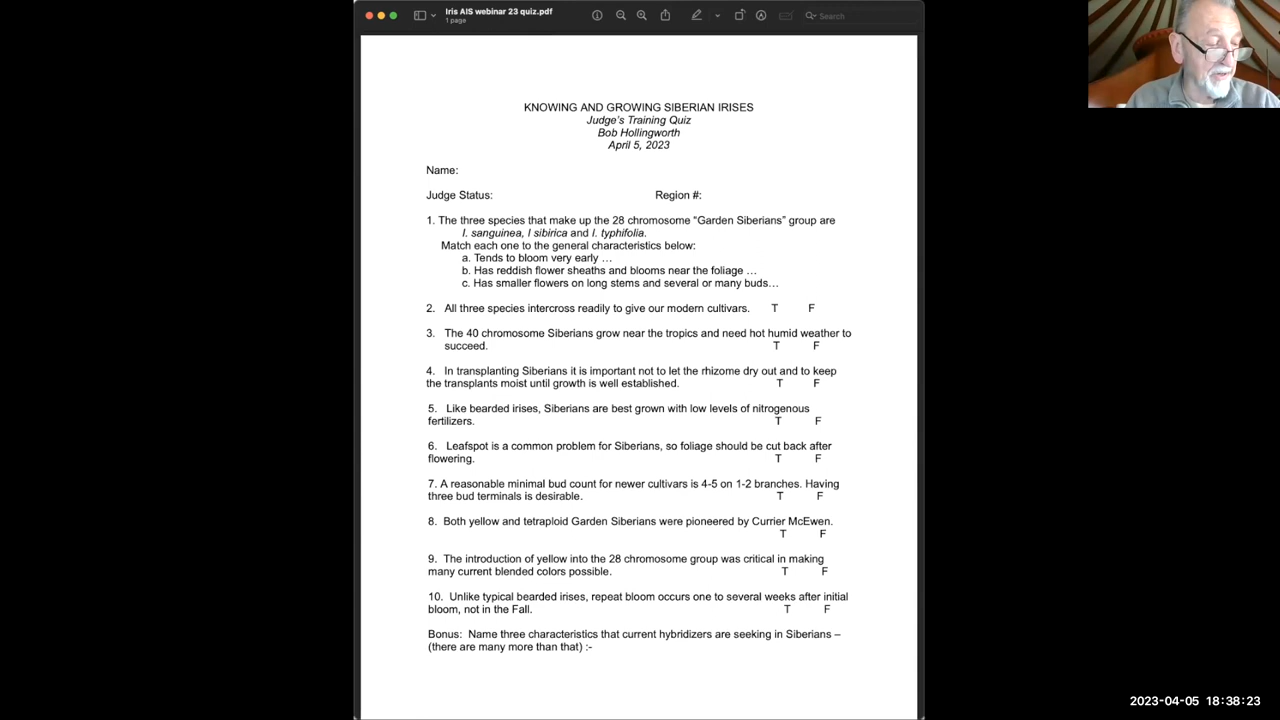 Iris AIS webinar 23 quiz.pdf
1 page
Search
KNOWING AND GROWING SIBERIAN IRISES
Judge's Training Quiz
Bob Hollingworth
April 5, 2023
Name:
Judge Status: Region #:
1. The three species that make up the 28 chromosome “Garden Siberians” group are
I. sanguinea, I sibirica and I. typhifolia.
Match each one to the general characteristics below:
a. Tends to bloom very early …
b. Has reddish flower sheaths and blooms near the foliage …
c. Has smaller flowers on long stems and several or many buds…
2. All three species intercross readily to give our modern cultivars. T F
3. The 40 chromosome Siberians grow near the tropics and need hot humid weather to
succeed. T F
4. In transplanting Siberians it is important not to let the rhizome dry out and to keep
the transplants moist until growth is well established. T F
5. Like bearded irises, Siberians are best grown with low levels of nitrogenous
fertilizers. T F
6. Leafspot is a common problem for Siberians, so foliage should be cut back after
flowering. T F
7. A reasonable minimal bud count for newer cultivars is 4-5 on 1-2 branches. Having
three bud terminals is desirable. T F
8. Both yellow and tetraploid Garden Siberians were pioneered by Currier McEwen.
T F
9. The introduction of yellow into the 28 chromosome group was critical in making
many current blended colors possible. T F
10. Unlike typical bearded irises, repeat bloom occurs one to several weeks after initial
bloom, not in the Fall. T F
Bonus: Name three characteristics that current hybridizers are seeking in Siberians –
(there are many more than that) :-
2023-04-05 18:38:23